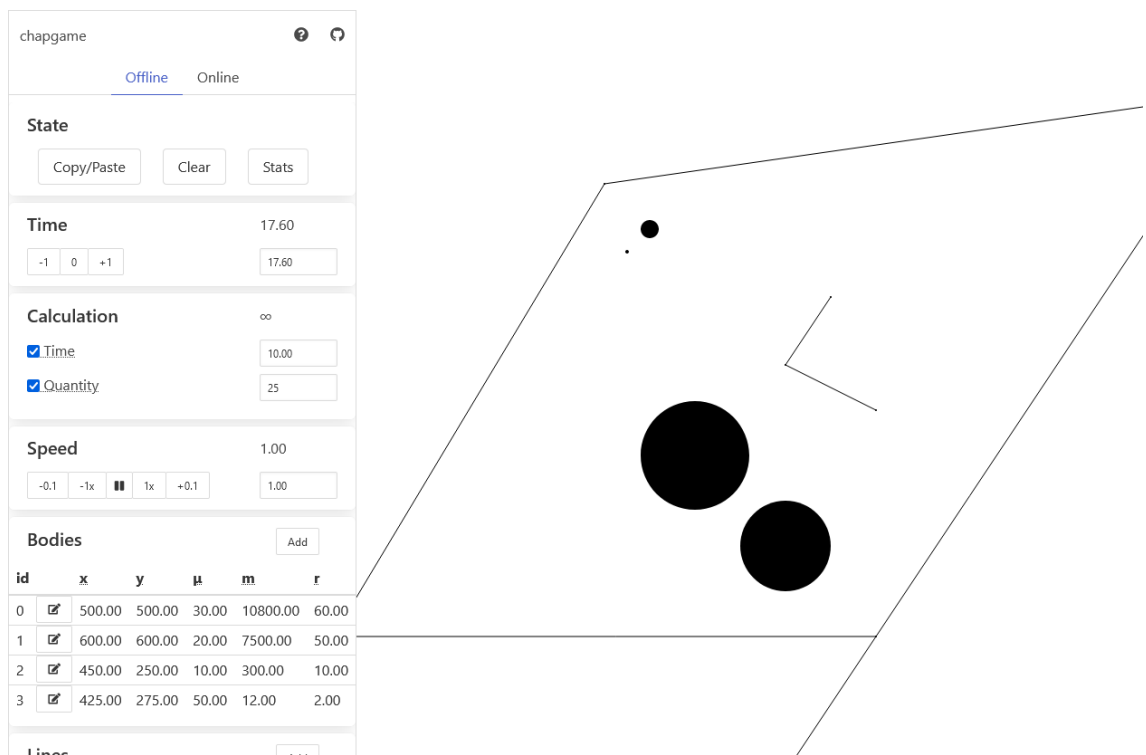 chapgame
Offline Online
State
Copy/Paste Clear Stats
Time 17.60
-1 0 +1 17.60
Calculation ∞
Time 10.00
Quantity 25
Speed 1.00
-0.1 -1x 1x +0.1 1.00
Bodies Add
id x y μ m r
0 500.00 500.00 30.00 10800.00 60.00
1 600.00 600.00 20.00 7500.00 50.00
2 450.00 250.00 10.00 300.00 10.00
3 425.00 275.00 50.00 12.00 2.00
Lines Add